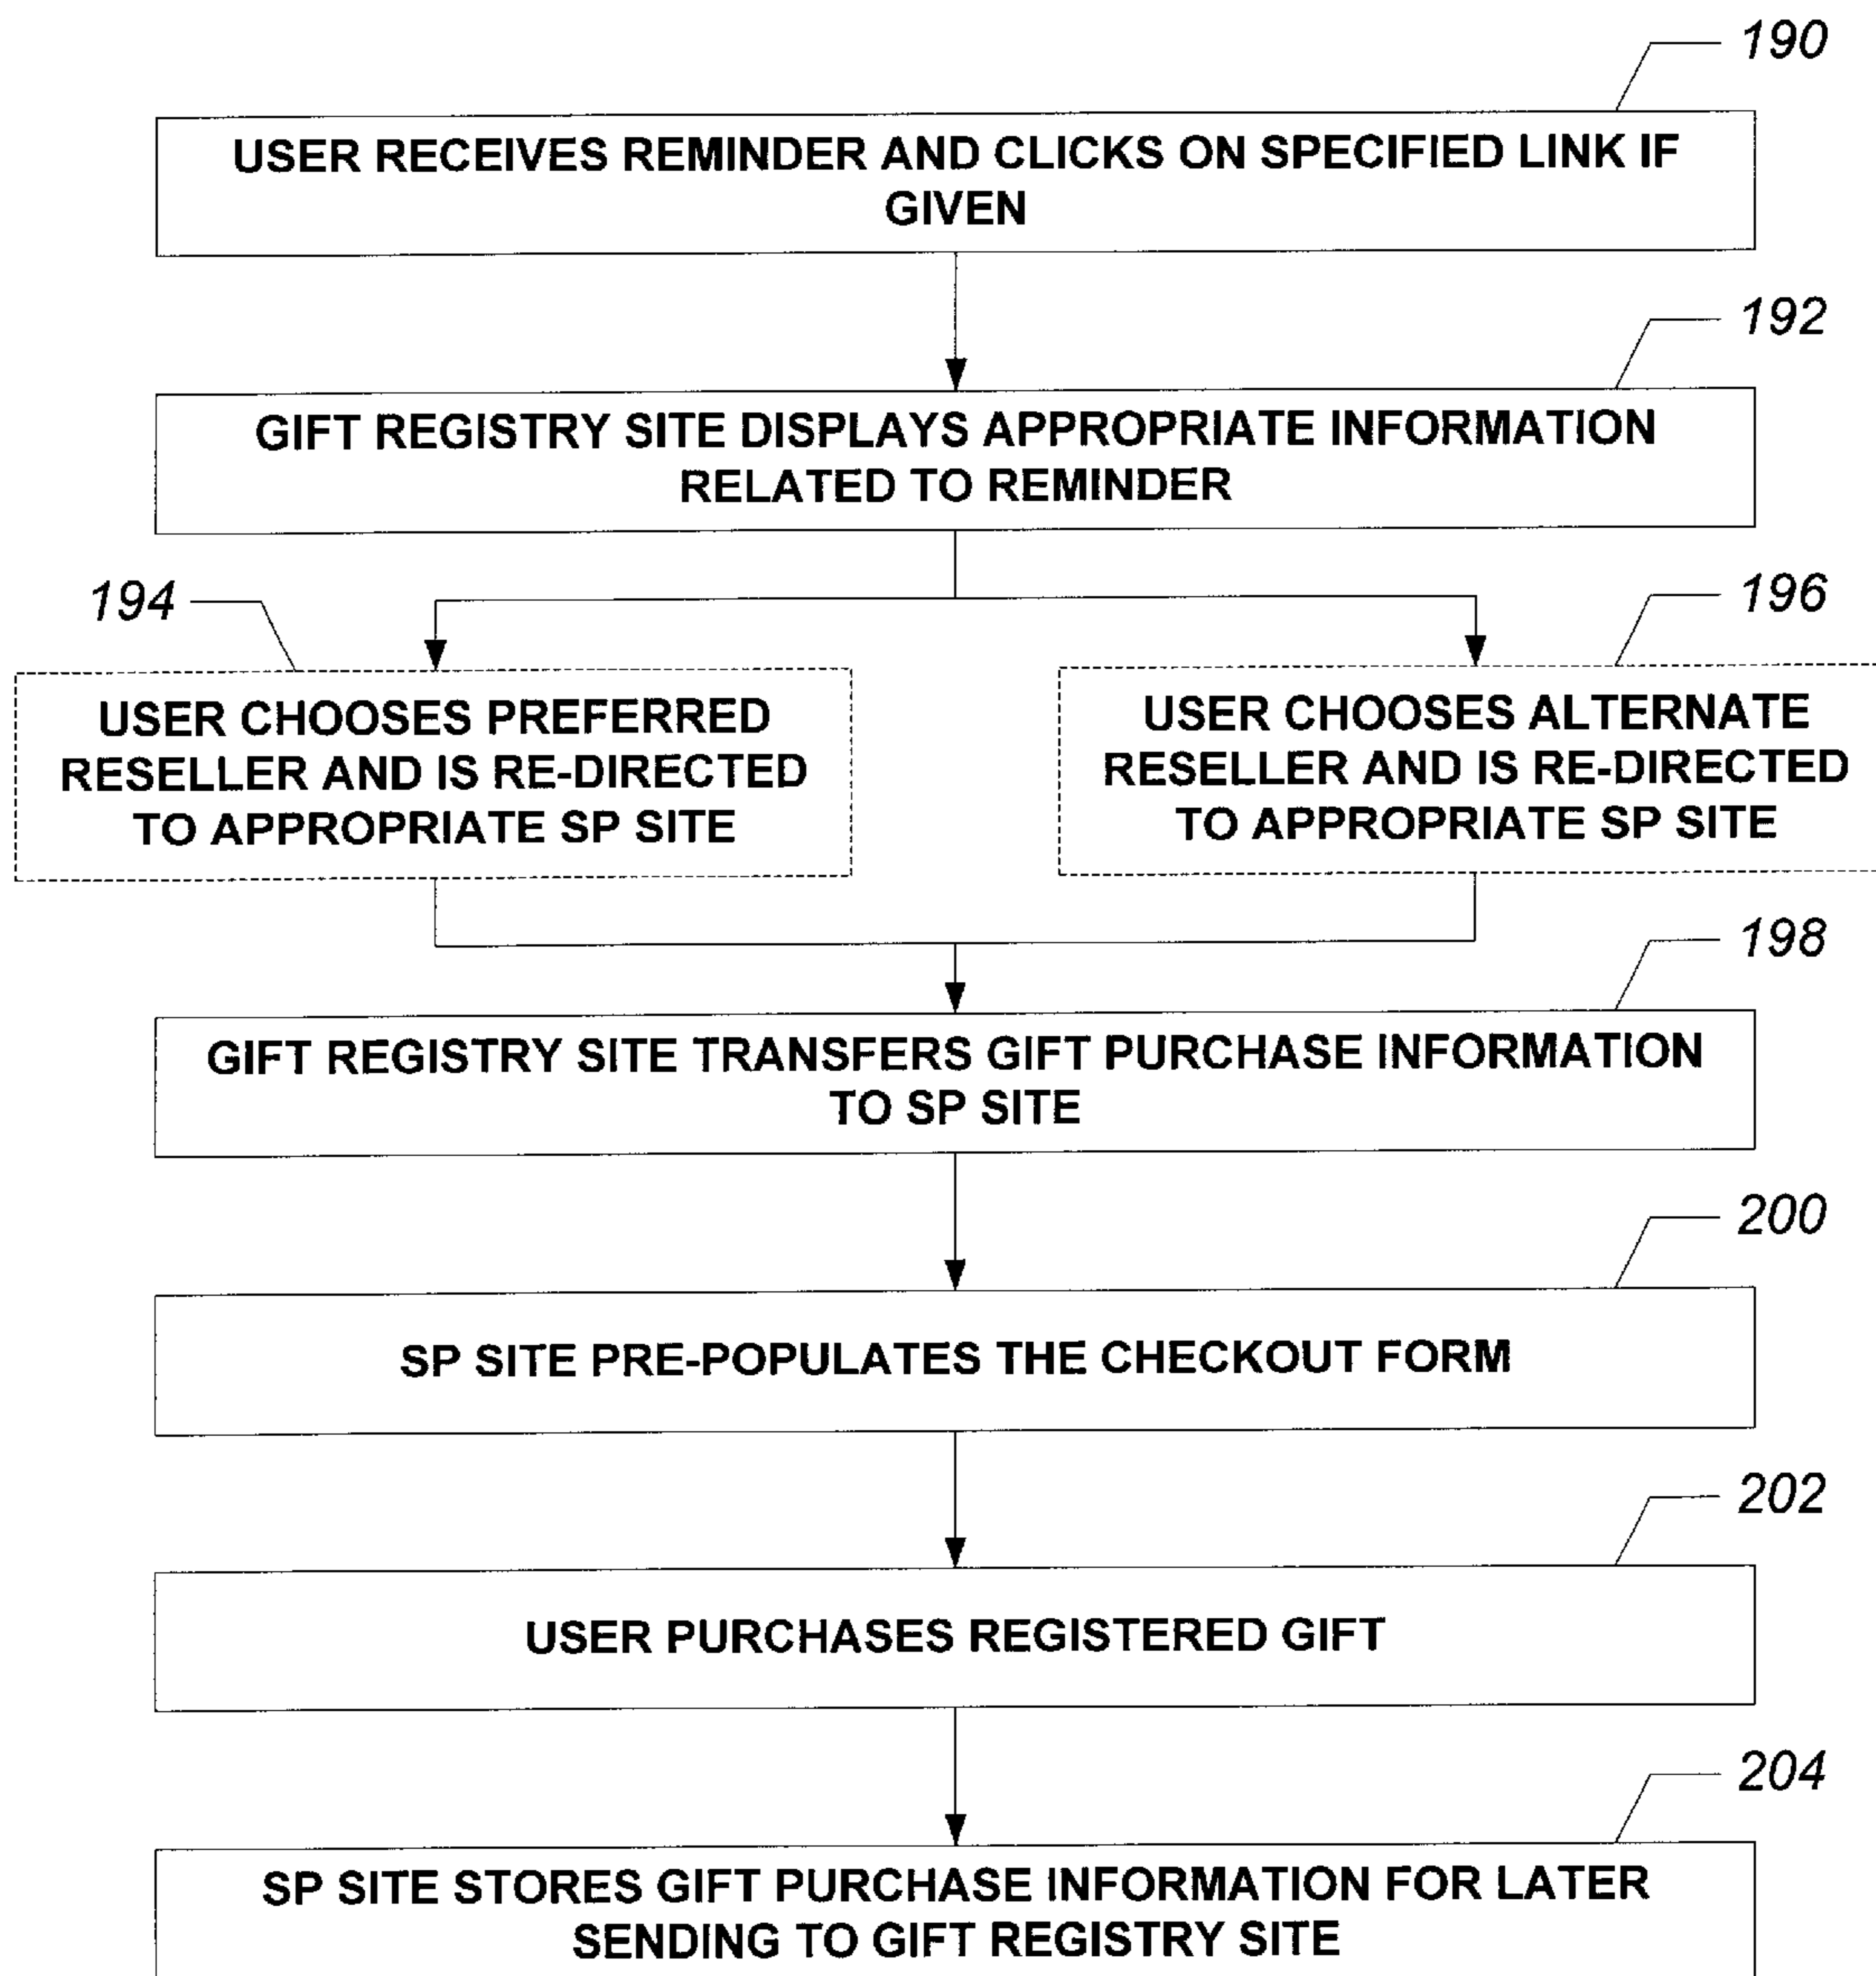 190
USER RECEIVES REMINDER AND CLICKS ON SPECIFIED LINK IF
GIVEN
192
GIFT REGISTRY SITE DISPLAYS APPROPRIATE INFORMATION
RELATED TO REMINDER
194
USER CHOOSES PREFERRED
RESELLER AND IS RE-DIRECTED
TO APPROPRIATE SP SITE
196
USER CHOOSES ALTERNATE
RESELLER AND IS RE-DIRECTED
TO APPROPRIATE SP SITE
198
GIFT REGISTRY SITE TRANSFERS GIFT PURCHASE INFORMATION
TO SP SITE
200
SP SITE PRE-POPULATES THE CHECKOUT FORM
202
USER PURCHASES REGISTERED GIFT
204
SP SITE STORES GIFT PURCHASE INFORMATION FOR LATER
SENDING TO GIFT REGISTRY SITE